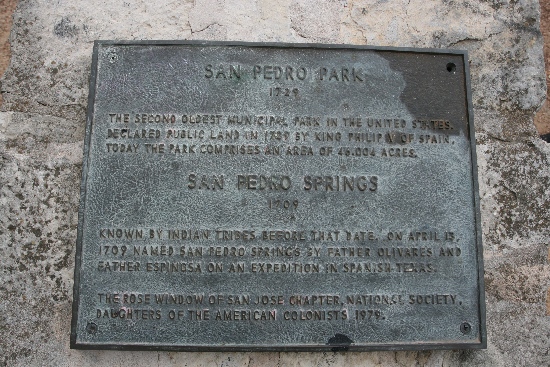 SAN PEDRO PARK
1729
THE SECOND OLDEST MUNICIPAL PARK IN THE UNITED STATES.
DECLARED PUBLIC LAND IN 1729 BY KING PHILIP V OF SPAIN.
TODAY THE PARK COMPRISES AN AREA OF 46.004 ACRES.
SAN PEDRO SPRINGS
1709
KNOWN BY INDIAN TRIBES BEFORE THAT DATE. ON APRIL 13,
1709 NAMED SAN PEDRO SPRINGS BY FATHER OLIVARES AND
FATHER ESPINOSA ON AN EXPEDITION IN SPANISH TEXAS.
THE ROSE WINDOW OF SAN JOSE CHAPTER, NATIONAL SOCIETY,
DAUGHTERS OF THE AMERICAN COLONISTS 1979.